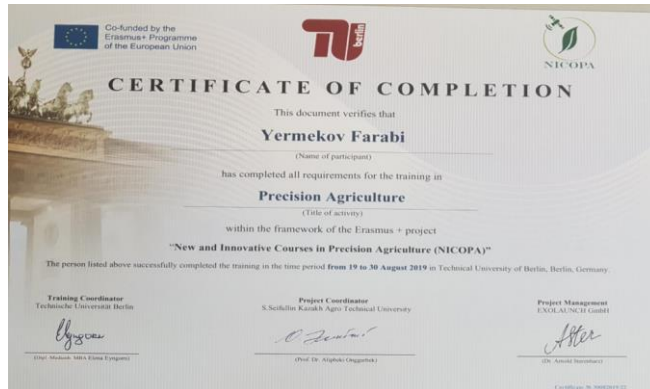 Co-funded by the
Erasmus+ Programme
of the European Union
berlin
NICOPA
CERTIFICATE OF COMPLETION
This document verifies that
Yermekov Farabi
(Name of participant)
has completed all requirements for the training in
Precision Agriculture
(Title of activity)
within the framework of the Erasmus + project
"New and Innovative Courses in Precision Agriculture (NICOPA)"
The person listed above successfully completed the training in the time period from 19 to 30 August 2019 in Technical University of Berlin, Berlin, Germany.
Training Coordinator
Technische Universität Berlin
Project Coordinator
S.Seifullin Kazakh Agro Technical University
Project Management
EXOLAUNCH GmbH